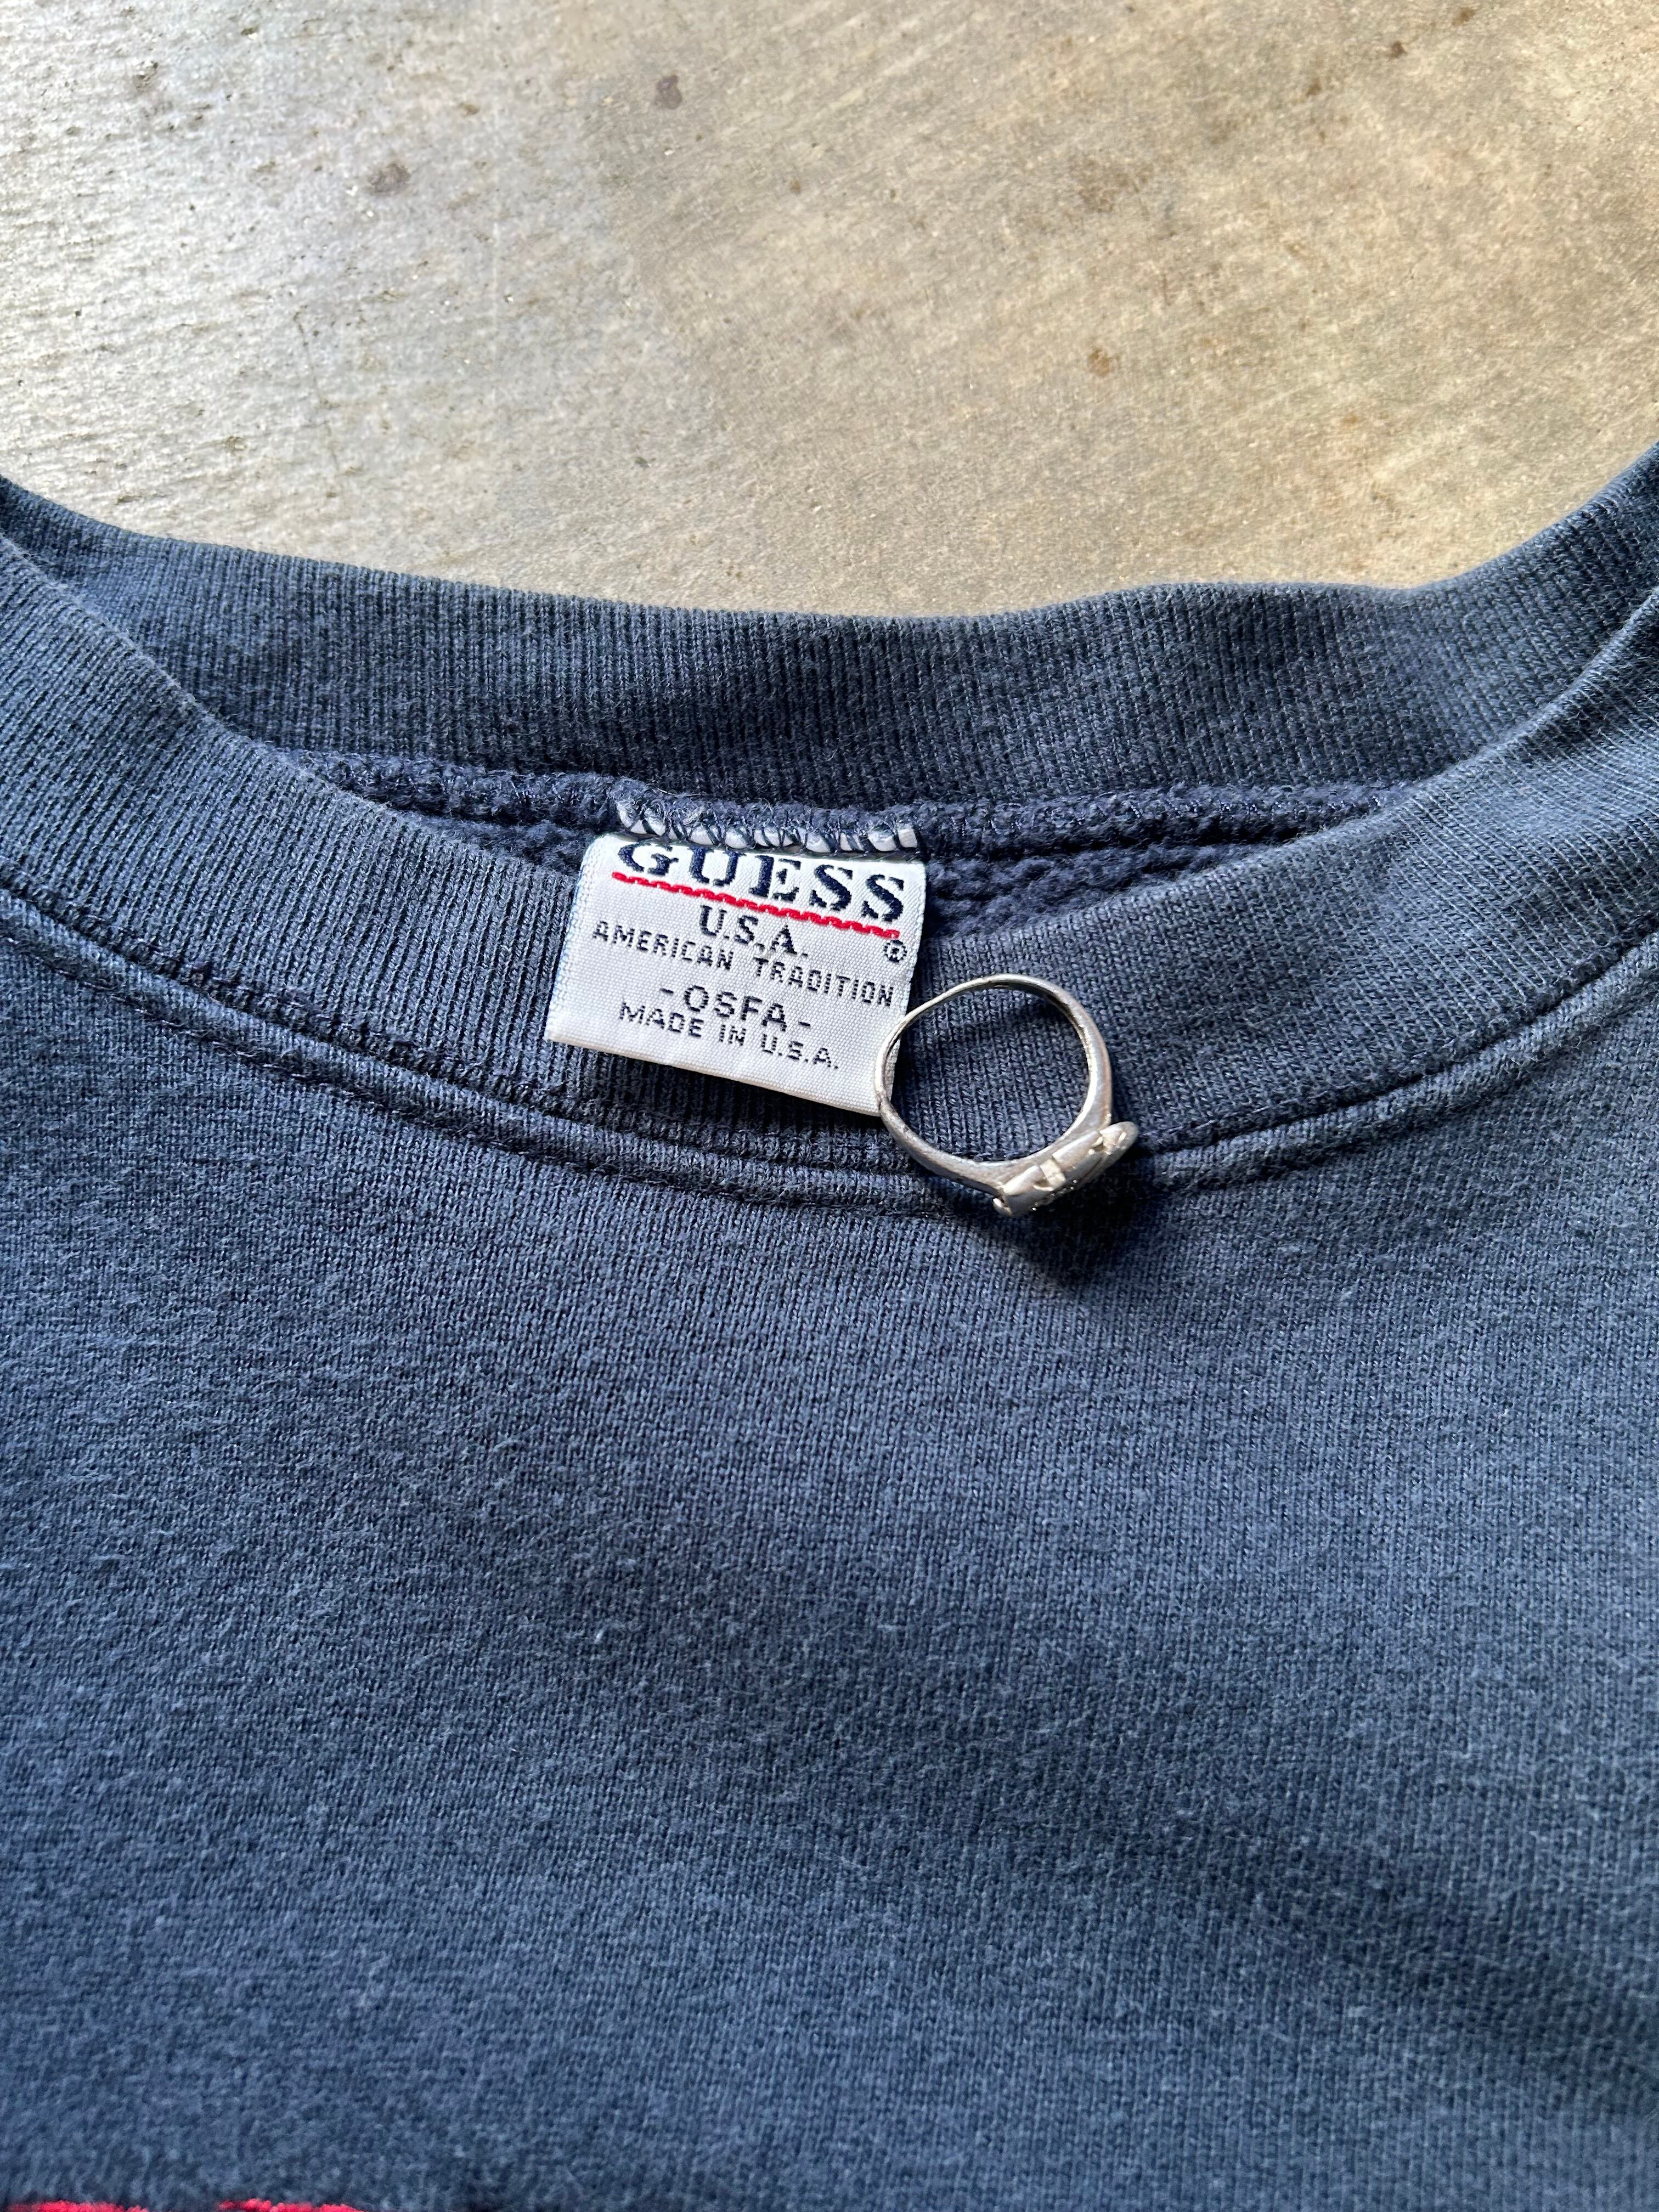 GUESS
U.S.A.
®
AMERICAN TRADITION
-OSFA-
MADE IN U.S.A.